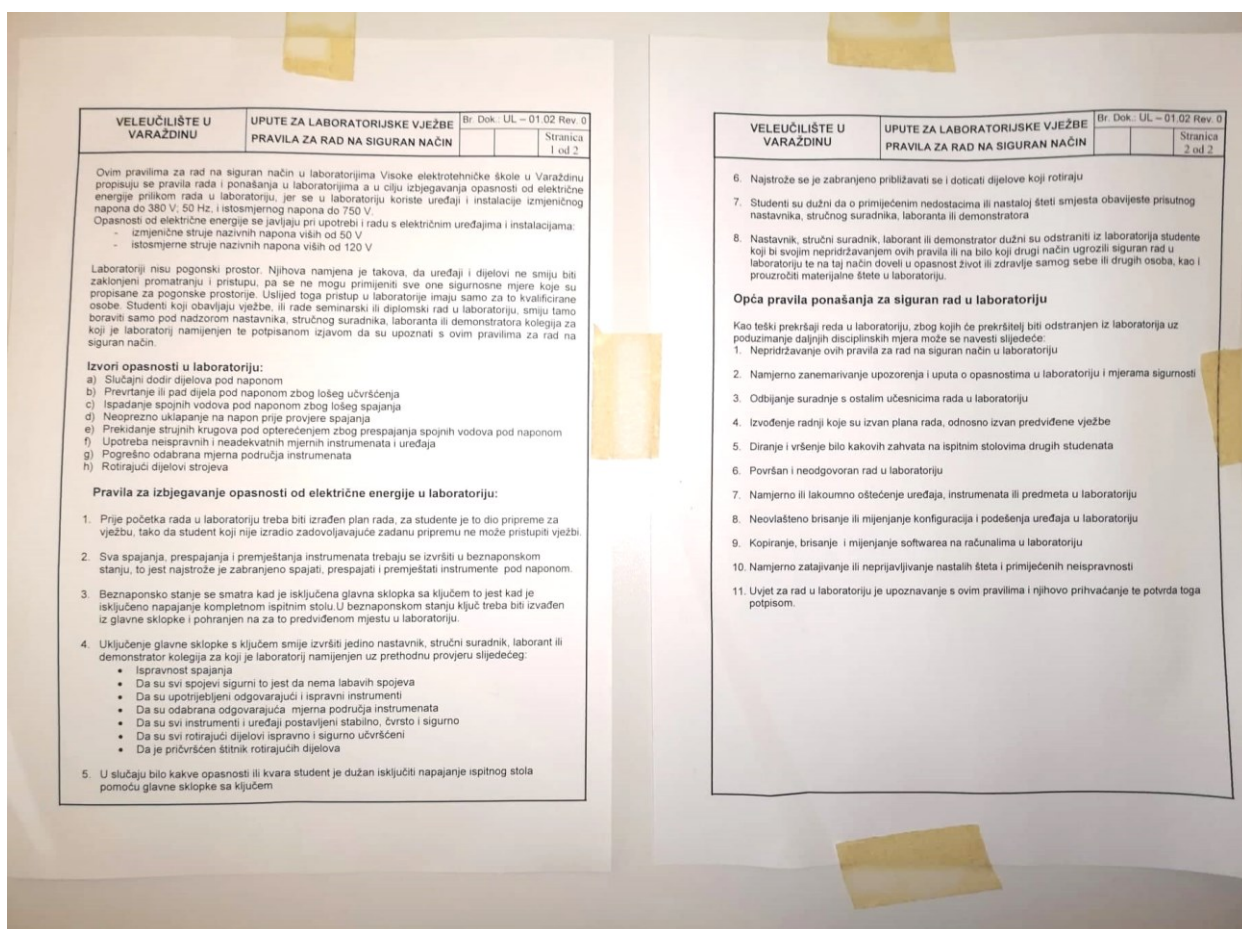 VELEUČILIŠTE U
VARAŽDINU
UPUTE ZA LABORATORIJSKE VJEŽBE
PRAVILA ZA RAD NA SIGURAN NAČIN
Br. Dok.: UL – 01.02 Rev. 0
Stranica
1 od 2
Ovim pravilima za rad na siguran način u laboratorijima Visoke elektrotehničke škole u Varaždinu
propisuju se pravila rada i ponašanja u laboratorijima a u cilju izbjegavanja opasnosti od električne
energije prilikom rada u laboratoriju, jer se u laboratoriju koriste uređaji i instalacije izmjeničnog
napona do 380 V; 50 Hz, i istosmjernog napona do 750 V.
Opasnosti od električne energije se javljaju pri upotrebi i radu s električnim uređajima i instalacijama:
- izmjenične struje nazivnih napona viših od 50 V
- istosmjerne struje nazivnih napona viših od 120 V
Laboratoriji nisu pogonski prostor. Njihova namjena je takova, da uređaji i dijelovi ne smiju biti
zaklonjeni promatranju i pristupu, pa se ne mogu primijeniti sve one sigurnosne mjere koje su
propisane za pogonske prostorije. Uslijed toga pristup u laboratorije imaju samo za to kvalificirane
osobe. Studenti koji obavljaju vježbe, ili rade seminarski ili diplomski rad u laboratoriju, smiju tamo
boraviti samo pod nadzorom nastavnika, stručnog suradnika, laboranta ili demonstratora kolegija za
koji je laboratorij namijenjen te potpisanom izjavom da su upoznati s ovim pravilima za rad na
siguran način.
Izvori opasnosti u laboratoriju:
a) Slučajni dodir dijelova pod naponom
b) Prevrtanje ili pad dijela pod naponom zbog lošeg učvršćenja
c) Ispadanje spojnih vodova pod naponom zbog lošeg spajanja
d) Neoprezno uklapanje na napon prije provjere spajanja
e) Prekidanje strujnih krugova pod opterećenjem zbog prespajanja spojnih vodova pod naponom
f) Upotreba neispravnih i neadekvatnih mjernih instrumenata i uređaja
g) Pogrešno odabrana mjerna područja instrumenata
h) Rotirajući dijelovi strojeva
Pravila za izbjegavanje opasnosti od električne energije u laboratoriju:
1. Prije početka rada u laboratoriju treba biti izrađen plan rada, za studente je to dio pripreme za
vježbu, tako da student koji nije izradio zadovoljavajuće zadanu pripremu ne može pristupiti vježbi.
2. Sva spajanja, prespajanja i premještanja instrumenata trebaju se izvršiti u beznaponskom
stanju, to jest najstrože je zabranjeno spajati, prespajati i premještati instrumente pod naponom.
3. Beznaponsko stanje se smatra kad je isključena glavna sklopka sa ključem to jest kad je
isključeno napajanje kompletnom ispitnim stolu.U beznaponskom stanju ključ treba biti izvađen
iz glavne sklopke i pohranjen na za to predviđenom mjestu u laboratoriju.
4. Uključenje glavne sklopke s ključem smije izvršiti jedino nastavnik, stručni suradnik, laborant ili
demonstrator kolegija za koji je laboratorij namijenjen uz prethodnu provjeru slijedećeg:
• Ispravnost spajanja
• Da su svi spojevi sigurni to jest da nema labavih spojeva
• Da su upotrijebljeni odgovarajući i ispravni instrumenti
• Da su odabrana odgovarajuća mjerna područja instrumenata
• Da su svi instrumenti i uređaji postavljeni stabilno, čvrsto i sigurno
• Da su svi rotirajući dijelovi ispravno i sigurno učvršćeni
• Da je pričvršćen štitnik rotirajućih dijelova
5. U slučaju bilo kakve opasnosti ili kvara student je dužan isključiti napajanje ispitnog stola
pomoću glavne sklopke sa ključem
VELEUČILIŠTE U
VARAŽDINU
UPUTE ZA LABORATORIJSKE VJEŽBE
PRAVILA ZA RAD NA SIGURAN NAČIN
Br. Dok.: UL – 01.02 Rev. 0
Stranica
2 od 2
6. Najstrože se je zabranjeno približavati se i doticati dijelove koji rotiraju
7. Studenti su dužni da o primijećenim nedostacima ili nastaloj šteti smjesta obavijeste prisutnog
nastavnika, stručnog suradnika, laboranta ili demonstratora
8. Nastavnik, stručni suradnik, laborant ili demonstrator dužni su odstraniti iz laboratorija studente
koji bi svojim nepridržavanjem ovih pravila ili na bilo koji drugi način ugrozili siguran rad u
laboratoriju te na taj način doveli u opasnost život ili zdravlje samog sebe ili drugih osoba, kao i
prouzročiti materijalne štete u laboratoriju.
Opća pravila ponašanja za siguran rad u laboratoriju
Kao teški prekršaji reda u laboratoriju, zbog kojih će prekršitelj biti odstranjen iz laboratorija uz
poduzimanje daljnjih disciplinskih mjera može se navesti slijedeće:
1. Nepridržavanje ovih pravila za rad na siguran način u laboratoriju
2. Namjerno zanemarivanje upozorenja i uputa o opasnostima u laboratoriju i mjerama sigurnosti
3. Odbijanje suradnje s ostalim učesnicima rada u laboratoriju
4. Izvođenje radnji koje su izvan plana rada, odnosno izvan predviđene vježbe
5. Diranje i vršenje bilo kakovih zahvata na ispitnim stolovima drugih studenata
6. Površan i neodgovoran rad u laboratoriju
7. Namjerno ili lakoumno oštećenje uređaja, instrumenata ili predmeta u laboratoriju
8. Neovlašteno brisanje ili mijenjanje konfiguracija i podešenja uređaja u laboratoriju
9. Kopiranje, brisanje i mijenjanje softwarea na računalima u laboratoriju
10. Namjerno zatajivanje ili neprijavljivanje nastalih šteta i primijećenih neispravnosti
11. Uvjet za rad u laboratoriju je upoznavanje s ovim pravilima i njihovo prihvaćanje te potvrda toga
potpisom.